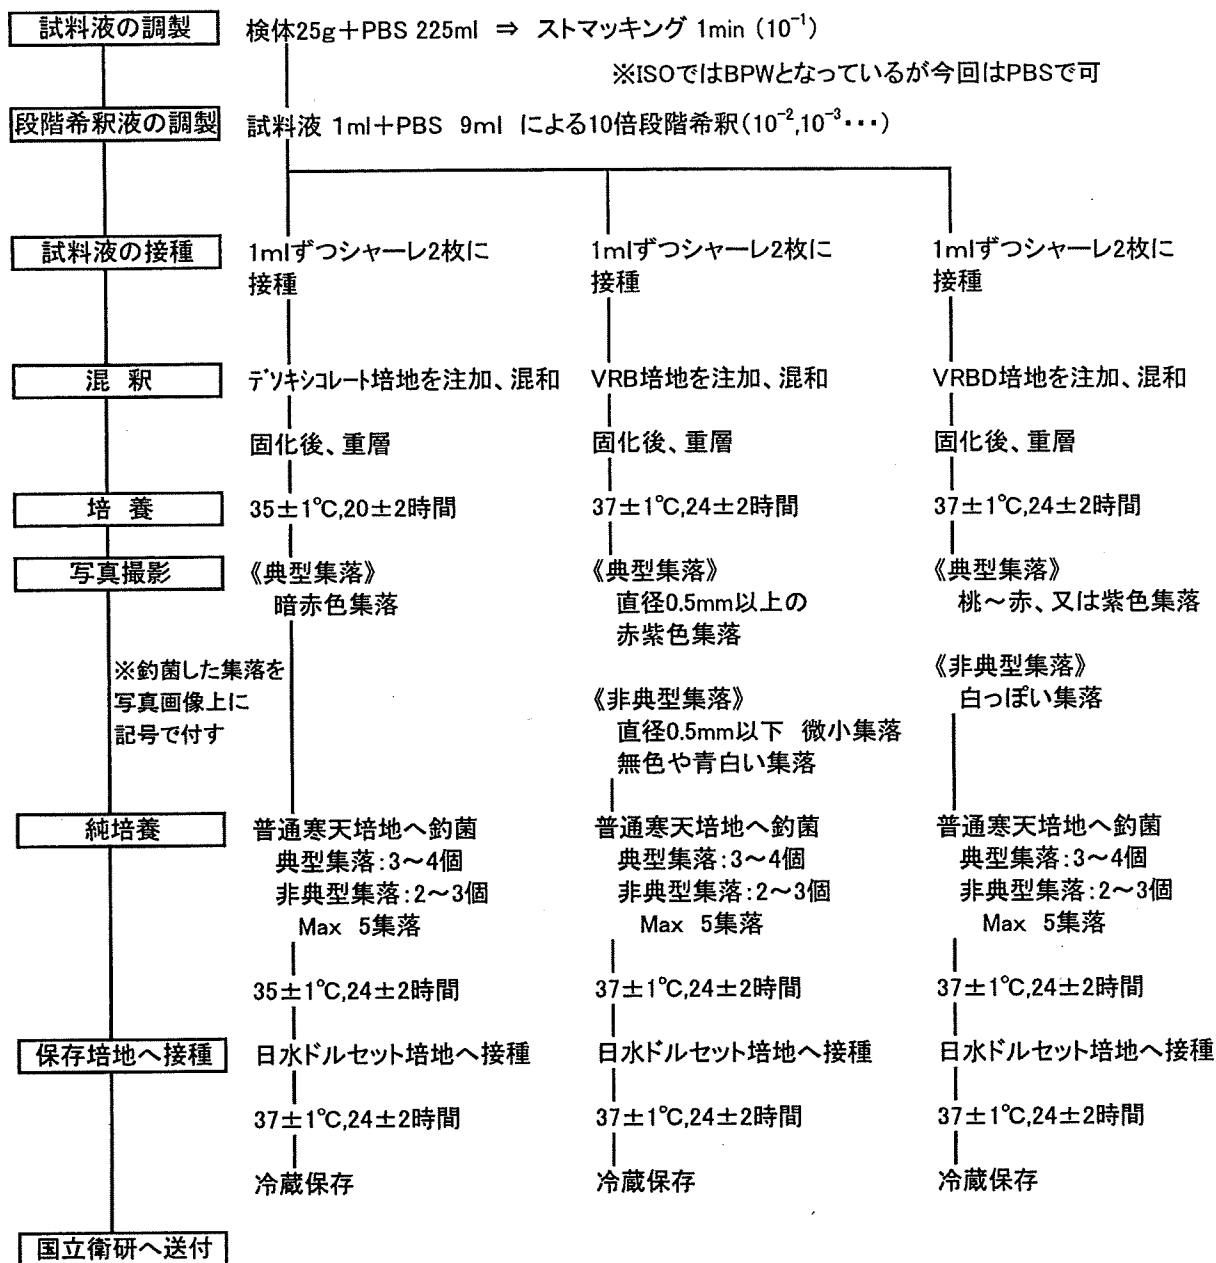 試料液の調製 検体25g+PBS 225ml ⇒ ストマッキング 1min (10⁻¹)
※ISOではBPWとなっているが今回はPBSで可
段階希釈液の調製 試料液 1ml+PBS 9ml による10倍段階希釈(10⁻²,10⁻³・・・)
試料液の接種 1mlずつシャーレ2枚に 1mlずつシャーレ2枚に 1mlずつシャーレ2枚に
接種 接種 接種
混 釈 デソキシコレート培地を注加、混和 VRB培地を注加、混和 VRBD培地を注加、混和
固化後、重層 固化後、重層 固化後、重層
培 養 35±1℃,20±2時間 37±1℃,24±2時間 37±1℃,24±2時間
写真撮影 《典型集落》 《典型集落》 《典型集落》
暗赤色集落 直径0.5mm以上の 桃～赤、又は紫色集落
赤紫色集落
※釣菌した集落を 《非典型集落》
写真画像上に 《非典型集落》 白っぽい集落
記号で付す 直径0.5mm以下 微小集落
無色や青白い集落
純培養 普通寒天培地へ釣菌 普通寒天培地へ釣菌 普通寒天培地へ釣菌
典型集落:3～4個 典型集落:3～4個 典型集落:3～4個
非典型集落:2～3個 非典型集落:2～3個 非典型集落:2～3個
Max 5集落 Max 5集落 Max 5集落
35±1℃,24±2時間 37±1℃,24±2時間 37±1℃,24±2時間
保存培地へ接種 日水ドルセット培地へ接種 日水ドルセット培地へ接種 日水ドルセット培地へ接種
37±1℃,24±2時間 37±1℃,24±2時間 37±1℃,24±2時間
冷蔵保存 冷蔵保存 冷蔵保存
国立衛研へ送付